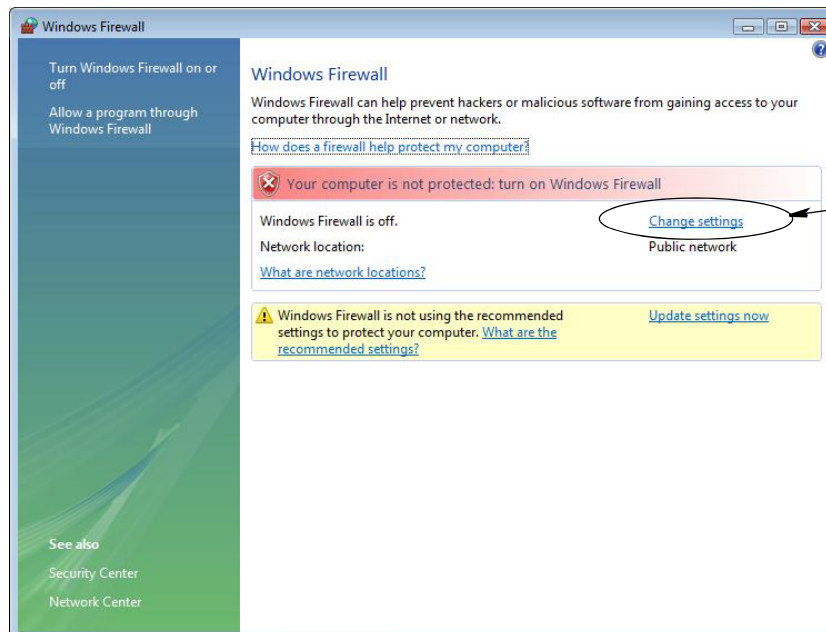 Windows Firewall
Turn Windows Firewall on or
off
Allow a program through
Windows Firewall
Windows Firewall
Windows Firewall can help prevent hackers or malicious software from gaining access to your
computer through the Internet or network.
How does a firewall help protect my computer?
Your computer is not protected: turn on Windows Firewall
Windows Firewall is off.
Change settings
Network location:
Public network
What are network locations?
Windows Firewall is not using the recommended
settings to protect your computer. What are the
recommended settings?
Update settings now
See also
Security Center
Network Center